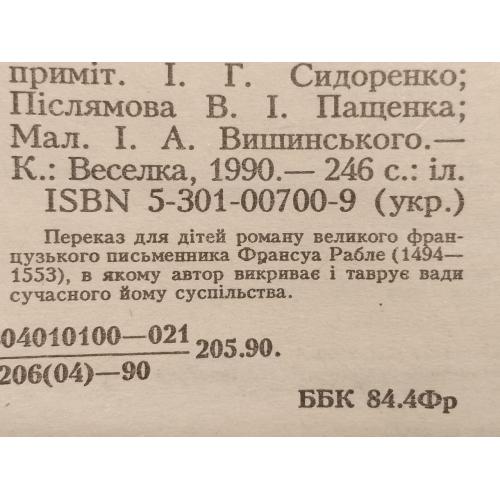 приміт. І. Г. Сидоренко;
Післямова В. І. Пащенка;
Мал. І. А. Вишинського.—
К.: Веселка, 1990.— 246 с.: іл.
ISBN 5-301-00700-9 (укр.)
Переказ для дітей роману великого фран-
цузького письменника Франсуа Рабле (1494—
1553), в якому автор викриває і таврує вади
сучасного йому суспільства.
04010100—021
205.90.
206(04)—90
ББК 84.4Фр